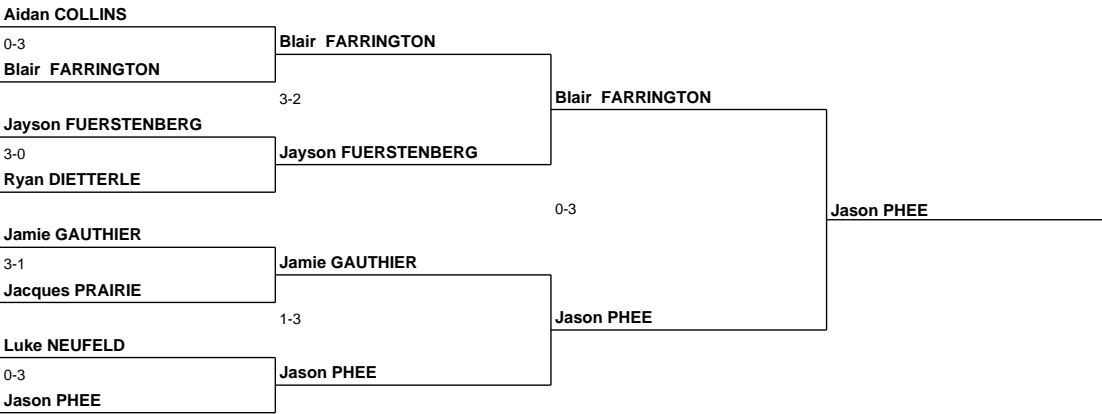 Aidan COLLINS
0-3
Blair FARRINGTON
Blair FARRINGTON
3-2
Blair FARRINGTON
Jayson FUERSTENBERG
3-0
Jayson FUERSTENBERG
Ryan DIETTERLE
0-3
Jason PHEE
Jamie GAUTHIER
3-1
Jamie GAUTHIER
Jacques PRAIRIE
1-3
Jason PHEE
Luke NEUFELD
0-3
Jason PHEE
Jason PHEE